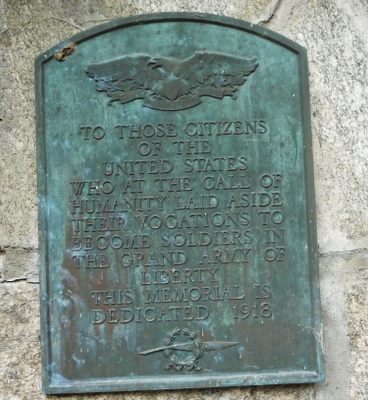 TO THOSE CITIZENS
OF THE
UNITED STATES
WHO AT THE CALL OF
HUMANITY LAID ASIDE
THEIR VOCATIONS TO
BECOME SOLDIERS IN
THE GRAND ARMY OF
LIBERTY
THIS MEMORIAL IS
DEDICATED 1918